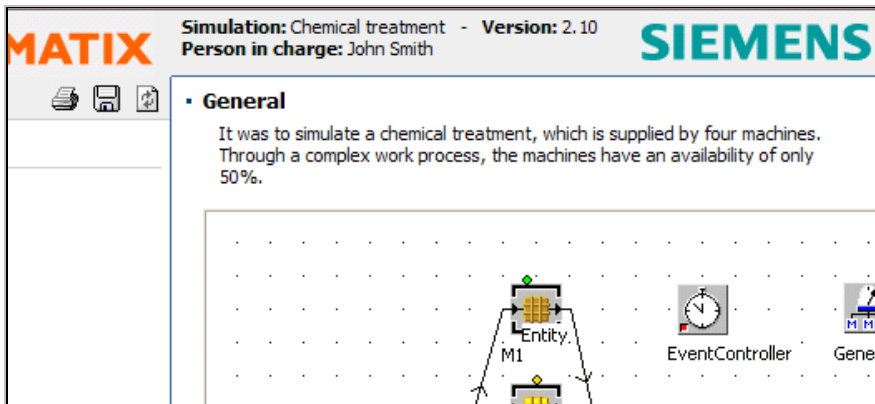 MATIX
Simulation: Chemical treatment - Version: 2.10
Person in charge: John Smith
SIEMENS
General
It was to simulate a chemical treatment, which is supplied by four machines.
Through a complex work process, the machines have an availability of only
50%.
Entity
M1
EventController
Gene
M M